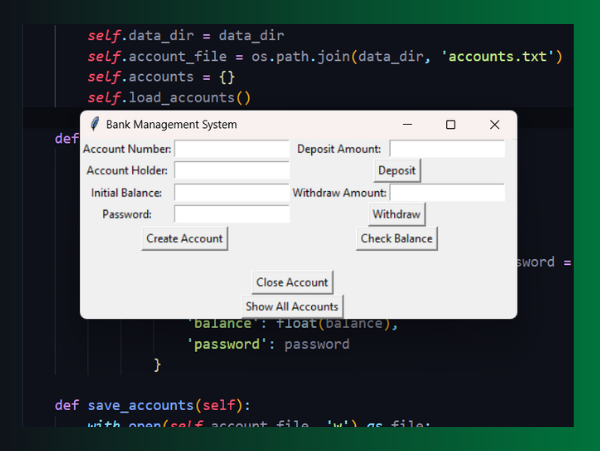 self.data_dir = data_dir
self.account_file = os.path.join(data_dir, 'accounts.txt')
self.accounts = {}
self.load_accounts()
def
Bank Management System
Account Number:
Deposit Amount:
Account Holder:
Deposit
Initial Balance:
Withdraw Amount:
Password:
Withdraw
Create Account
Check Balance
Close Account
Show All Accounts
sword =
'balance': float(balance),
'password': password
}
def save_accounts(self):
with open(self.account_file, 'w') as file: